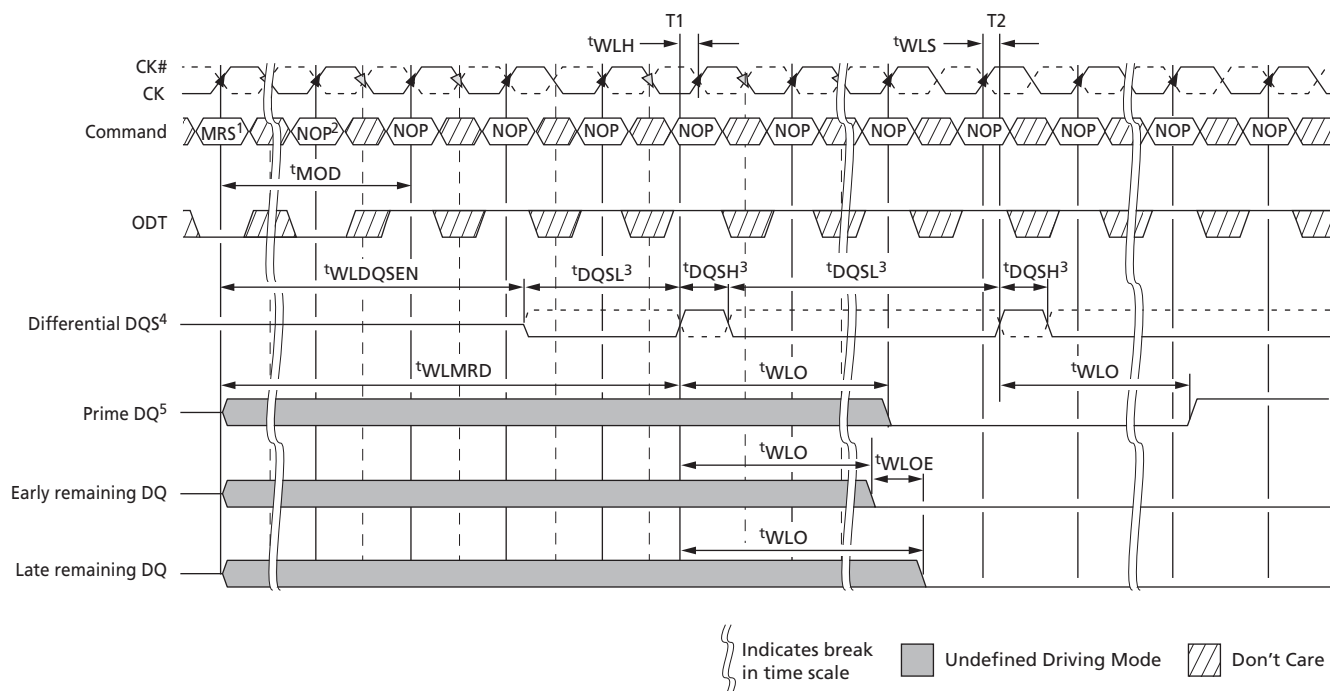 T1 T2
tWLH tWLS
CK#
CK
Command MRS1 NOP2 NOP NOP NOP NOP NOP NOP NOP NOP NOP NOP
tMOD
ODT
tWLDQSEN tDQSL3 tDQSH3 tDQSL3 tDQSH3
Differential DQS4
tWLMRD tWLO tWLO
Prime DQ5
tWLO tWLOE
Early remaining DQ
tWLO
Late remaining DQ
Indicates break
in time scale
Undefined Driving Mode
Don't Care